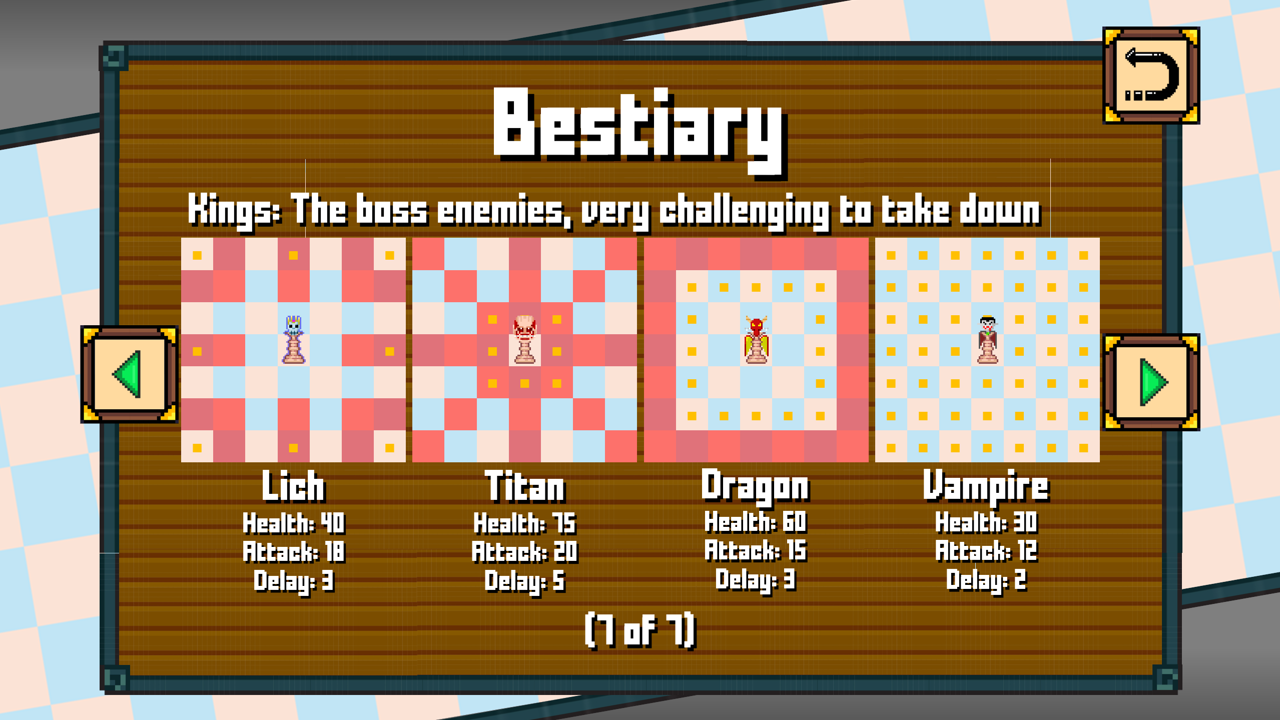 Bestiary
Kings: The boss enemies, very challenging to take down
Lich
Health: 40
Attack: 18
Delay: 3
Titan
Health: 75
Attack: 20
Delay: 5
Dragon
Health: 60
Attack: 15
Delay: 3
Vampire
Health: 30
Attack: 12
Delay: 2
(7 of 7)